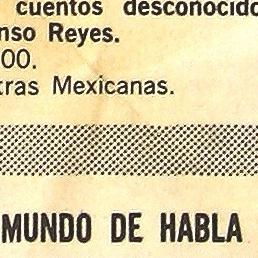 cuentos desconocido
nso Reyes.
00.
tras Mexicanas.
MUNDO DE HABLA